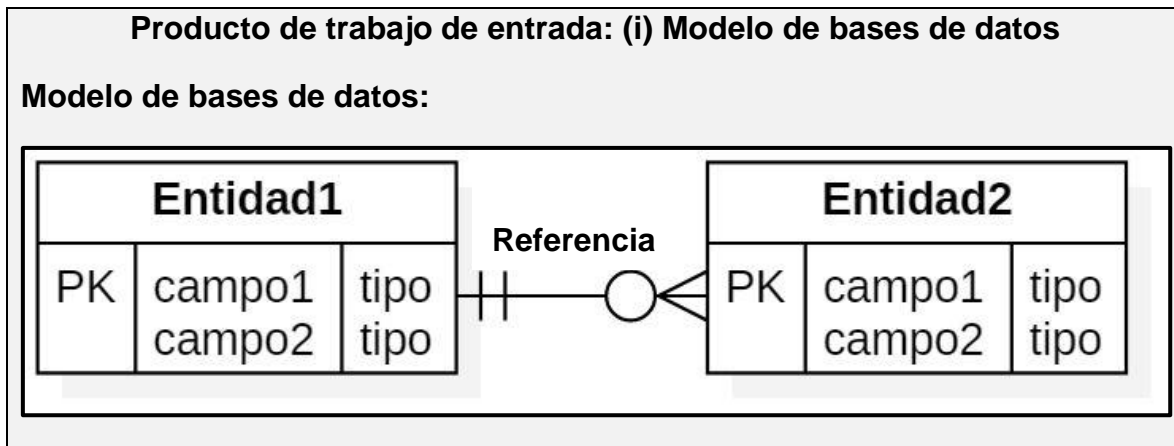 Producto de trabajo de entrada: (i) Modelo de bases de datos
Modelo de bases de datos:
Entidad1
PK campo1 tipo
campo2 tipo
Referencia
Entidad2
PK campo1 tipo
campo2 tipo